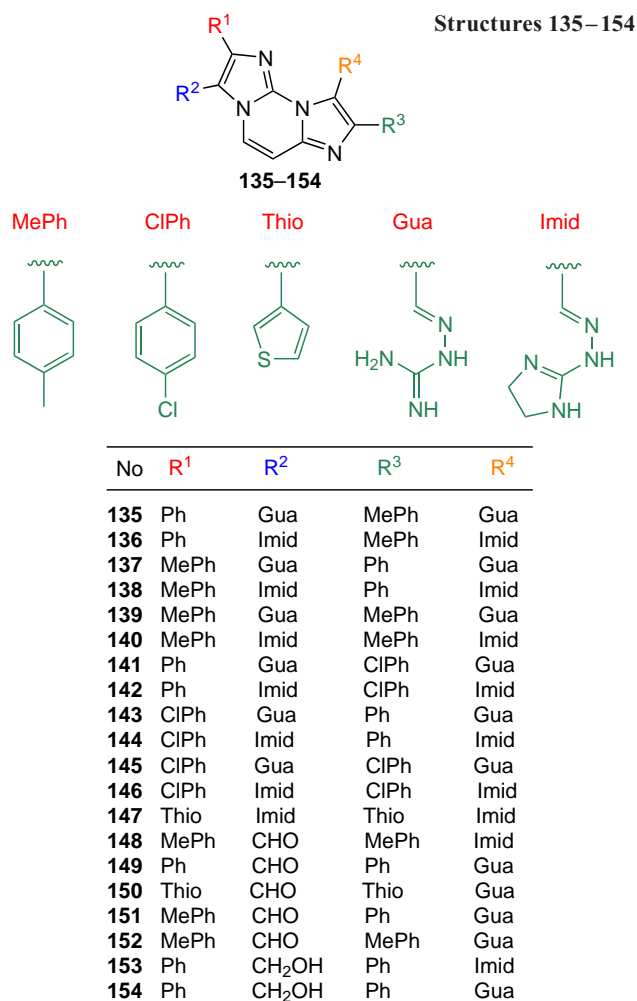 Structures 135–154
R¹
N
R⁴
R²
N
N
R³
N
135–154
MePh ClPh Thio Gua Imid
N
N
S
H₂N
NH
N
NH
Cl
NH
NH
No R¹ R² R³ R⁴
135 Ph Gua MePh Gua
136 Ph Imid MePh Imid
137 MePh Gua Ph Gua
138 MePh Imid Ph Imid
139 MePh Gua MePh Gua
140 MePh Imid MePh Imid
141 Ph Gua ClPh Gua
142 Ph Imid ClPh Imid
143 ClPh Gua Ph Gua
144 ClPh Imid Ph Imid
145 ClPh Gua ClPh Gua
146 ClPh Imid ClPh Imid
147 Thio Imid Thio Imid
148 MePh CHO MePh Imid
149 Ph CHO Ph Gua
150 Thio CHO Thio Gua
151 MePh CHO Ph Gua
152 MePh CHO MePh Gua
153 Ph CH₂OH Ph Imid
154 Ph CH₂OH Ph Gua